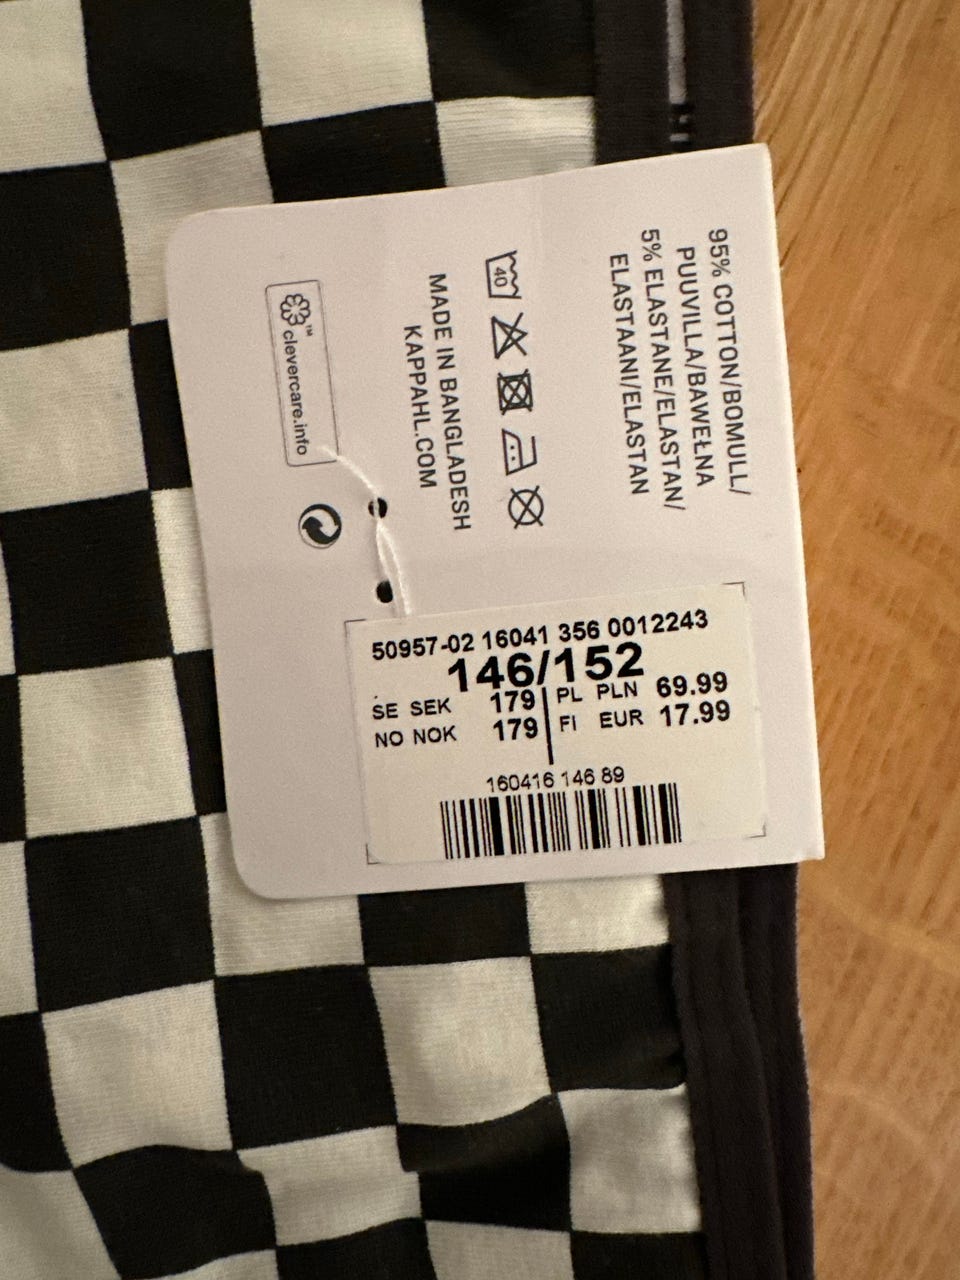 95% COTTON/BOMULL/
PUUVILLA/BAWEŁNA
5% ELASTANE/ELASTAN/
ELASTAANI/ELASTAN
40
MADE IN BANGLADESH
KAPPAHL.COM
clevercare.info™
50957-02 16041 356 0012243
146/152
SE SEK 179 PL PLN 69.99
NO NOK 179 FI EUR 17.99
160416 146 89